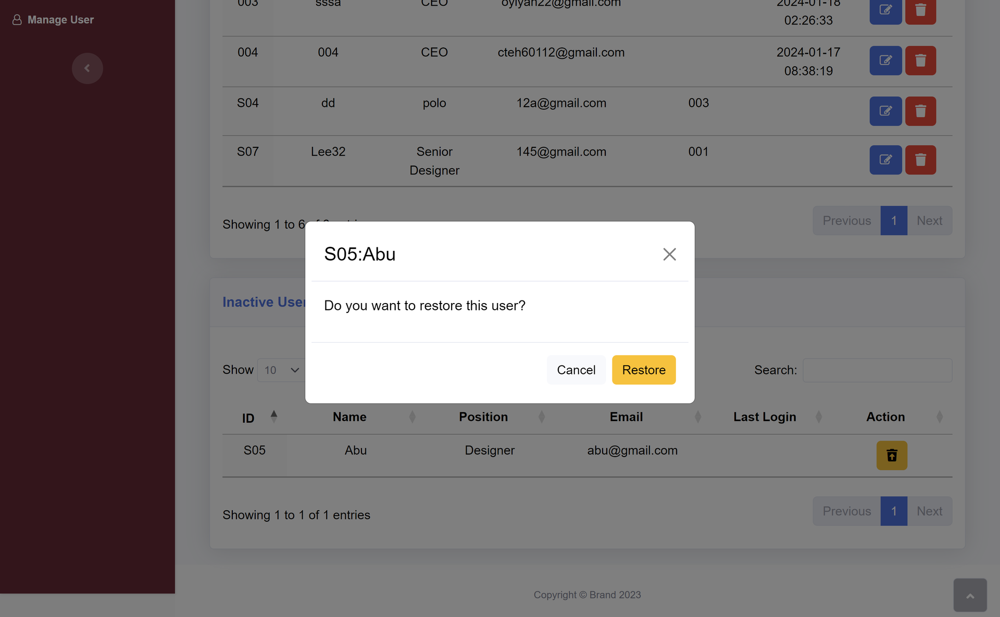 Manage User
003 sssa CEO oyiyan22@gmail.com 2024-01-18
02:26:33
004 004 CEO cteh60112@gmail.com 2024-01-17
08:38:19
S04 dd polo 12a@gmail.com 003
S07 Lee32 Senior 145@gmail.com 001
Designer
Showing 1 to 6
Previous 1 Next
S05:Abu
Do you want to restore this user?
Cancel Restore
Inactive User
Show 10 Search:
ID Name Position Email Last Login Action
S05 Abu Designer abu@gmail.com
Showing 1 to 1 of 1 entries
Previous 1 Next
Copyright © Brand 2023